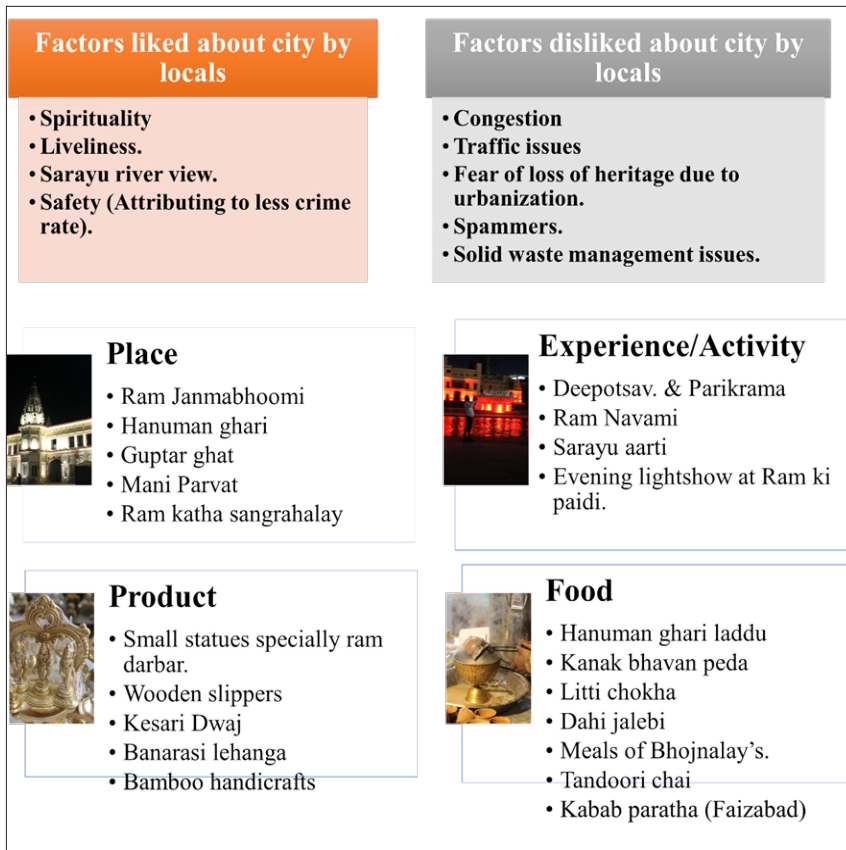 Factors liked about city by
locals
• Spirituality
• Liveliness.
• Sarayu river view.
• Safety (Attributing to less crime
rate).
Factors disliked about city by
locals
• Congestion
• Traffic issues
• Fear of loss of heritage due to
urbanization.
• Spammers.
• Solid waste management issues.
Place
• Ram Janmabhoomi
• Hanuman ghari
• Guptar ghat
• Mani Parvat
• Ram katha sangrahalay
Experience/Activity
• Deepotsav. & Parikrama
• Ram Navami
• Sarayu aarti
• Evening lightshow at Ram ki
paidi.
Product
• Small statues specially ram
darbar.
• Wooden slippers
• Kesari Dwaj
• Banarasi lehanga
• Bamboo handicrafts
Food
• Hanuman ghari laddu
• Kanak bhavan peda
• Litti chokha
• Dahi jalebi
• Meals of Bhojnalay’s.
• Tandoori chai
• Kabab paratha (Faizabad)